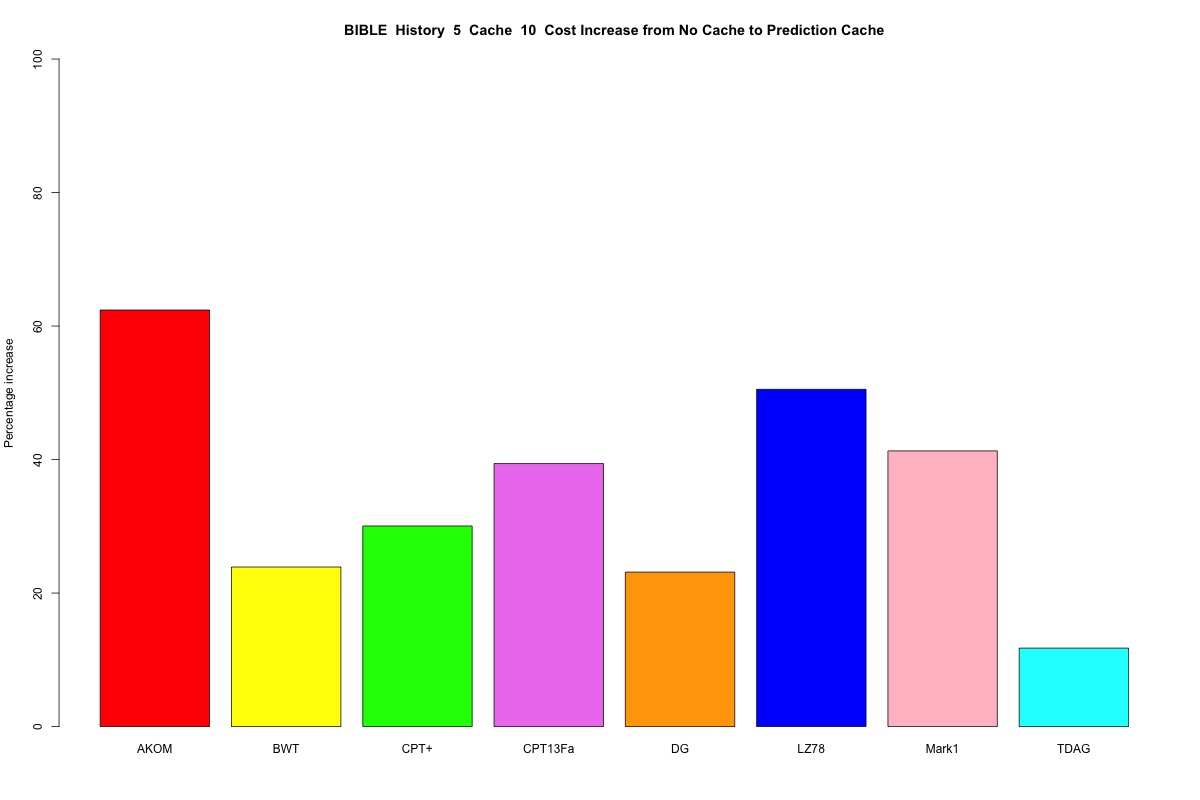 BIBLE  History  5  Cache  10  Cost Increase from No Cache to Prediction Cache
Percentage increase
100
80
60
40
20
0
AKOM BWT CPT+ CPT13Fa DG LZ78 Mark1 TDAG